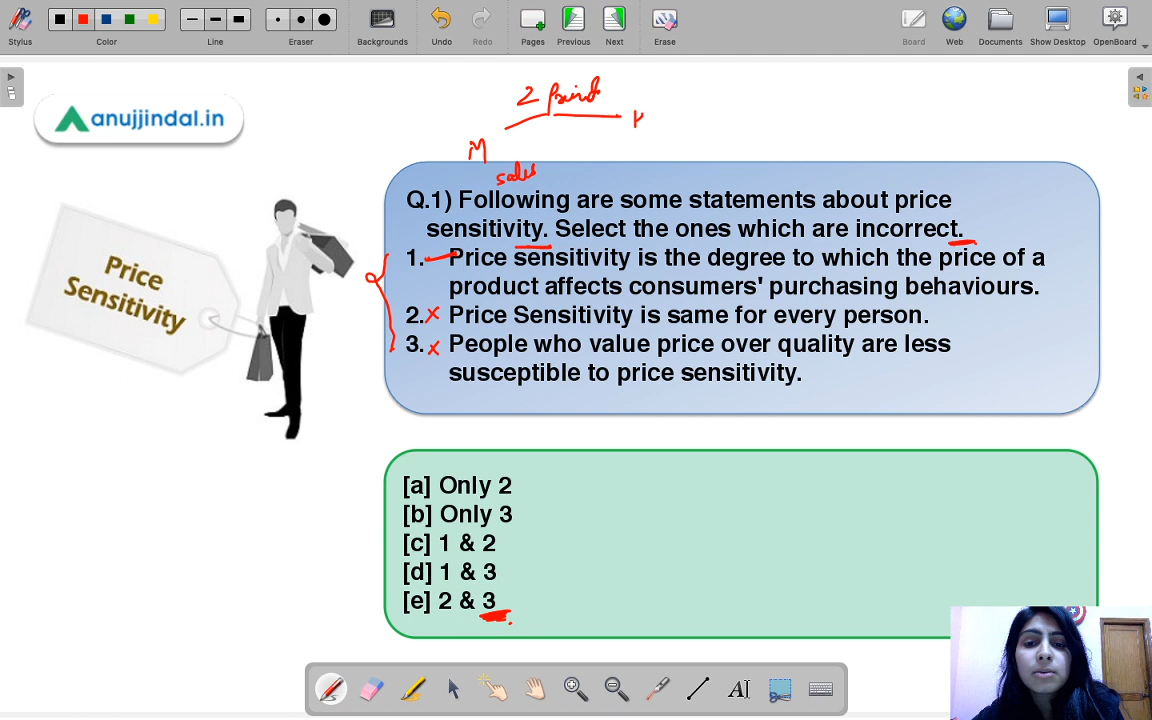 Stylus
Color
Line
Eraser
Backgrounds
Undo
Redo
Pages
Previous
Next
Erase
Board
Web
Documents
Show Desktop
OpenBoard
anujjindal.in
2
M
sales
Price
Sensitivity
Q.1) Following are some statements about price
sensitivity. Select the ones which are incorrect.
1. Price sensitivity is the degree to which the price of a
product affects consumers' purchasing behaviours.
2. x Price Sensitivity is same for every person.
3. x People who value price over quality are less
susceptible to price sensitivity.
[a] Only 2
[b] Only 3
[c] 1 & 2
[d] 1 & 3
[e] 2 & 3